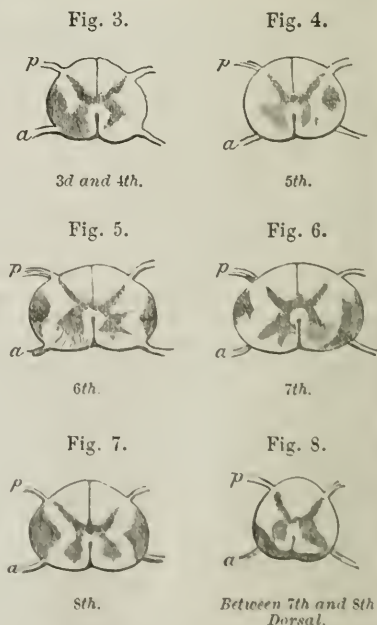 Fig. 3.
Fig. 4.
p
a
3d and 4th.
5th.
Fig. 5.
Fig. 6.
p
p
a
a
6th.
7th.
Fig. 7.
Fig. 8.
p
p
a
a
8th.
Between 7th and 8th
Dorsal.